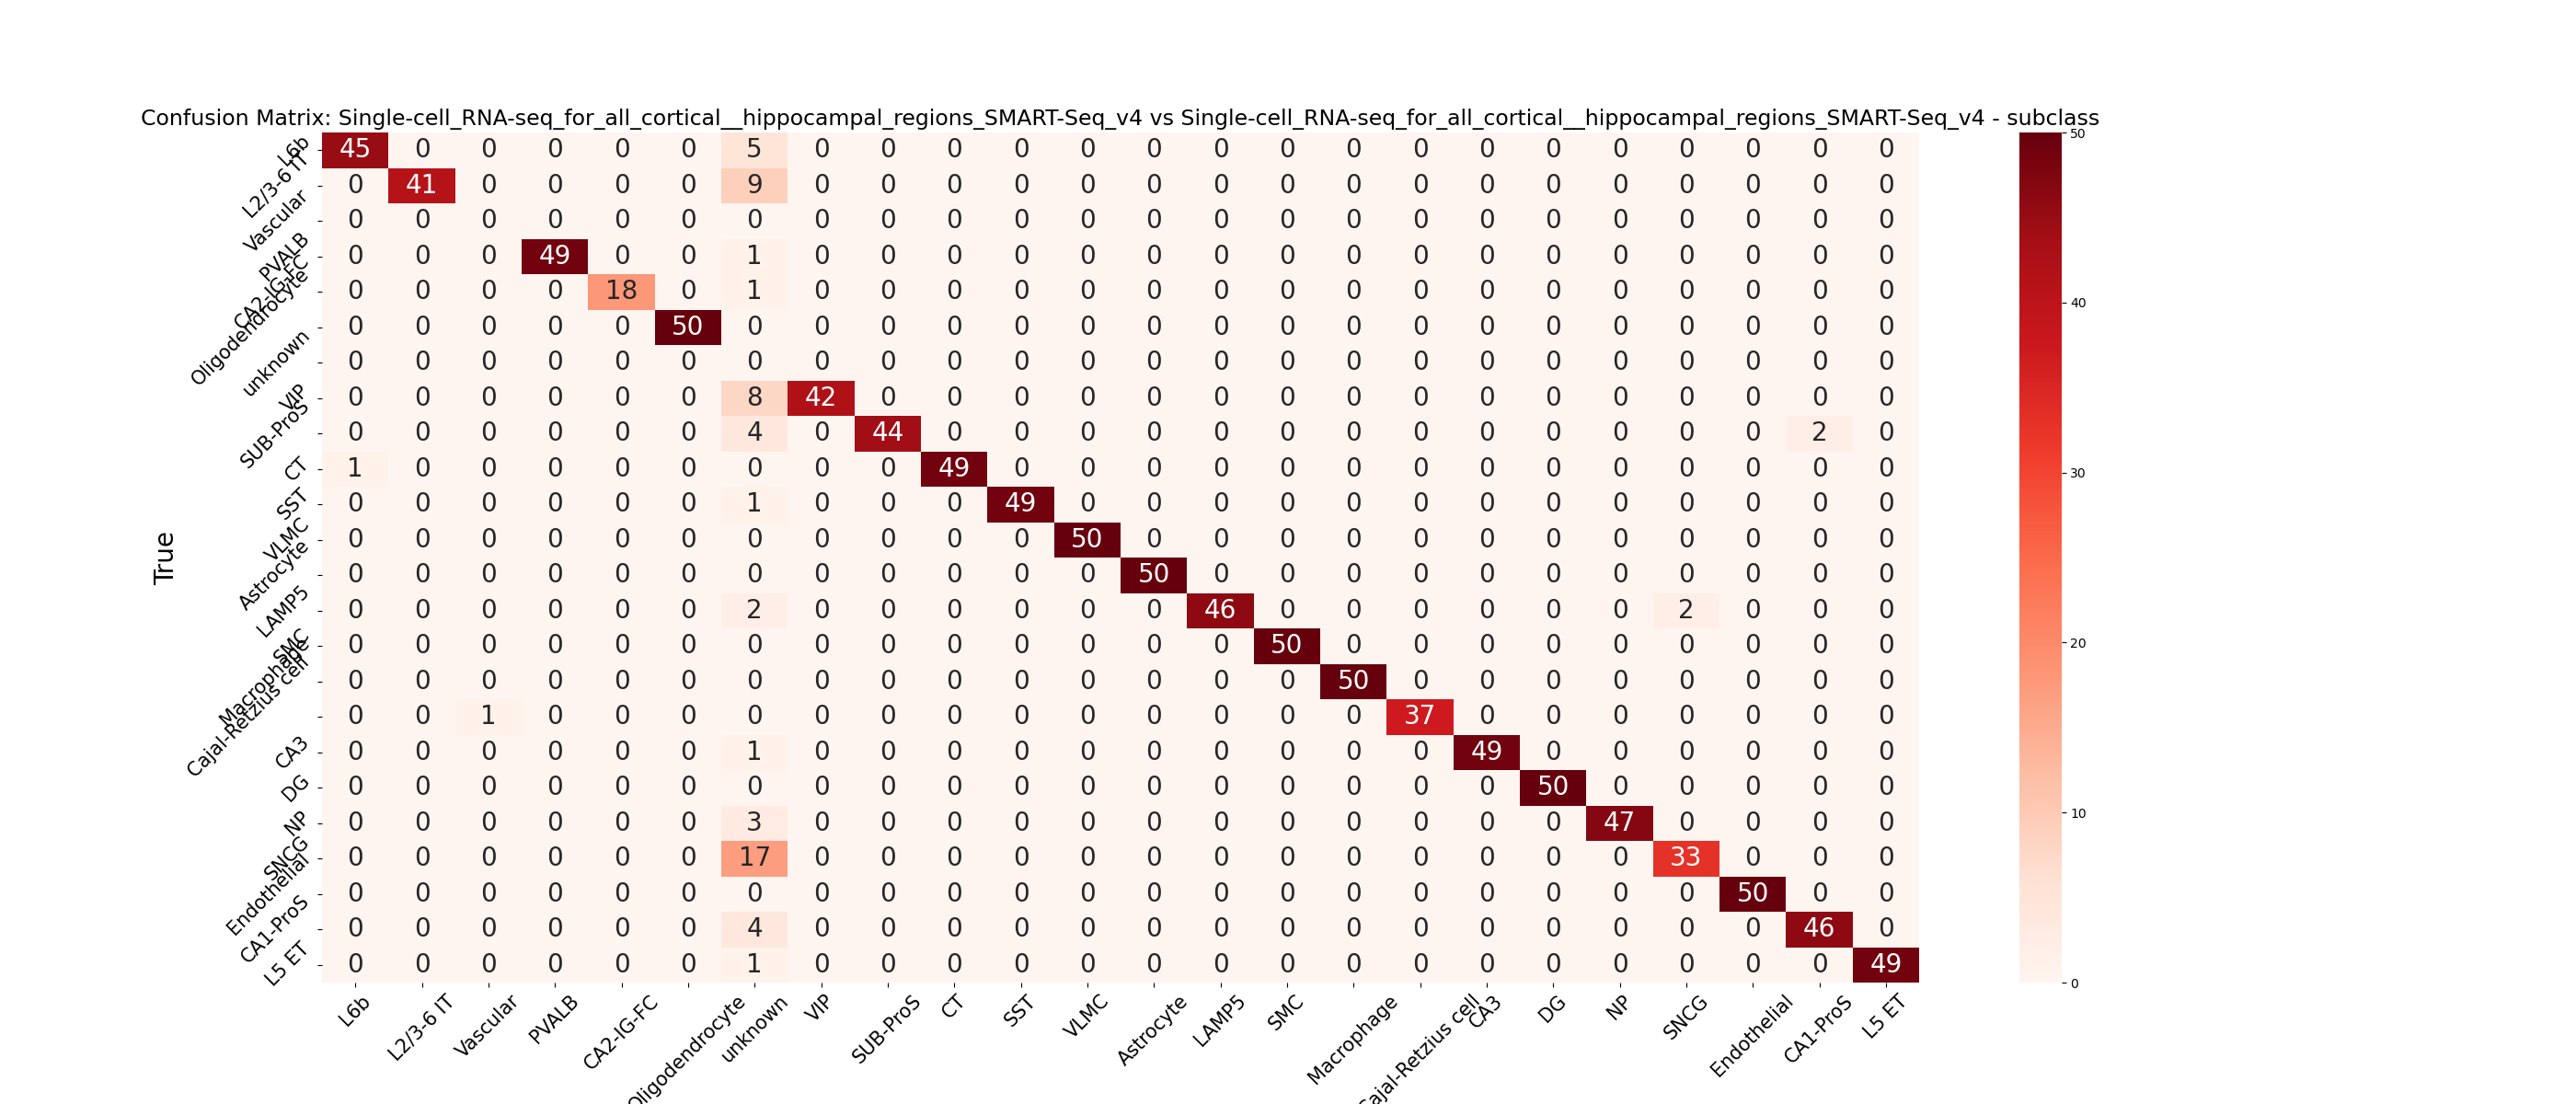 Confusion Matrix: Single-cell_RNA-seq_for_all_cortical__hippocampal_regions_SMART-Seq_v4 vs Single-cell_RNA-seq_for_all_cortical__hippocampal_regions_SMART-Seq_v4 - subclass
L6b 45 0 0 0 0 0 5 0 0 0 0 0 0 0 0 0 0 0 0 0 0 0 0 0
L2/3-6 IT 0 41 0 0 0 0 9 0 0 0 0 0 0 0 0 0 0 0 0 0 0 0 0 0
Vascular 0 0 0 0 0 0 0 0 0 0 0 0 0 0 0 0 0 0 0 0 0 0 0 0
PVALB 0 0 0 49 0 0 1 0 0 0 0 0 0 0 0 0 0 0 0 0 0 0 0 0
CA2-IG-FC 0 0 0 0 18 0 1 0 0 0 0 0 0 0 0 0 0 0 0 0 0 0 0 0
Oligodendrocyte 0 0 0 0 0 50 0 0 0 0 0 0 0 0 0 0 0 0 0 0 0 0 0 0
unknown 0 0 0 0 0 0 0 0 0 0 0 0 0 0 0 0 0 0 0 0 0 0 0 0
VIP 0 0 0 0 0 0 8 42 0 0 0 0 0 0 0 0 0 0 0 0 0 0 0 0
SUB-ProS 0 0 0 0 0 0 4 0 44 0 0 0 0 0 0 0 0 0 0 0 0 0 2 0
CT 1 0 0 0 0 0 0 0 0 49 0 0 0 0 0 0 0 0 0 0 0 0 0 0
SST 0 0 0 0 0 0 1 0 0 0 49 0 0 0 0 0 0 0 0 0 0 0 0 0
VLMC 0 0 0 0 0 0 0 0 0 0 0 50 0 0 0 0 0 0 0 0 0 0 0 0
Astrocyte 0 0 0 0 0 0 0 0 0 0 0 0 50 0 0 0 0 0 0 0 0 0 0 0
LAMP5 0 0 0 0 0 0 2 0 0 0 0 0 0 46 0 0 0 0 0 0 2 0 0 0
SMC 0 0 0 0 0 0 0 0 0 0 0 0 0 0 50 0 0 0 0 0 0 0 0 0
Macrophage 0 0 0 0 0 0 0 0 0 0 0 0 0 0 0 50 0 0 0 0 0 0 0 0
Cajal-Retzius cell 0 0 1 0 0 0 0 0 0 0 0 0 0 0 0 0 37 0 0 0 0 0 0 0
CA3 0 0 0 0 0 0 1 0 0 0 0 0 0 0 0 0 0 49 0 0 0 0 0 0
DG 0 0 0 0 0 0 0 0 0 0 0 0 0 0 0 0 0 0 50 0 0 0 0 0
NP 0 0 0 0 0 0 3 0 0 0 0 0 0 0 0 0 0 0 0 47 0 0 0 0
SNCG 0 0 0 0 0 0 17 0 0 0 0 0 0 0 0 0 0 0 0 0 33 0 0 0
Endothelial 0 0 0 0 0 0 0 0 0 0 0 0 0 0 0 0 0 0 0 0 0 50 0 0
CA1-ProS 0 0 0 0 0 0 4 0 0 0 0 0 0 0 0 0 0 0 0 0 0 0 46 0
L5 ET 0 0 0 0 0 0 1 0 0 0 0 0 0 0 0 0 0 0 0 0 0 0 0 49
True
L6b L2/3-6 IT Vascular PVALB CA2-IG-FC Oligodendrocyte unknown VIP SUB-ProS CT SST VLMC Astrocyte LAMP5 SMC Macrophage Cajal-Retzius cell CA3 DG NP SNCG Endothelial CA1-ProS L5 ET
50
40
30
20
10
0